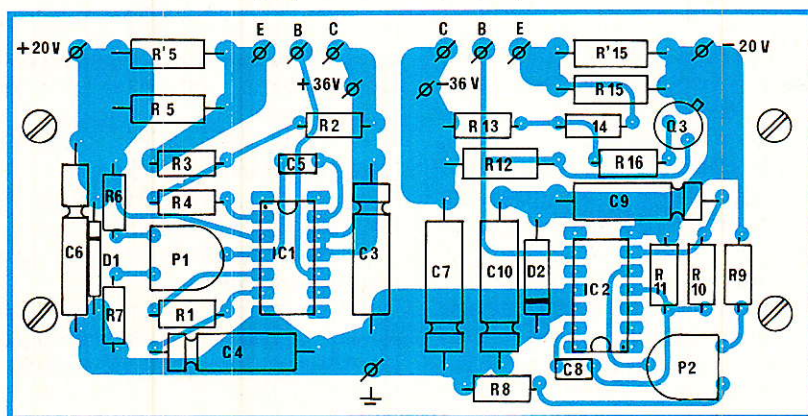 E B C C B E
+20V R'5 R'15 -20V
+36V -36V
R5 R15
R2 R13 14 Q3
R3 C5 R12 R16
R6 R4 C9
C6 D1 P1 IC1 C3 C7 C10 D2 IC2 R11 R10 R9
R7 R1
C4 C8 P2
R8